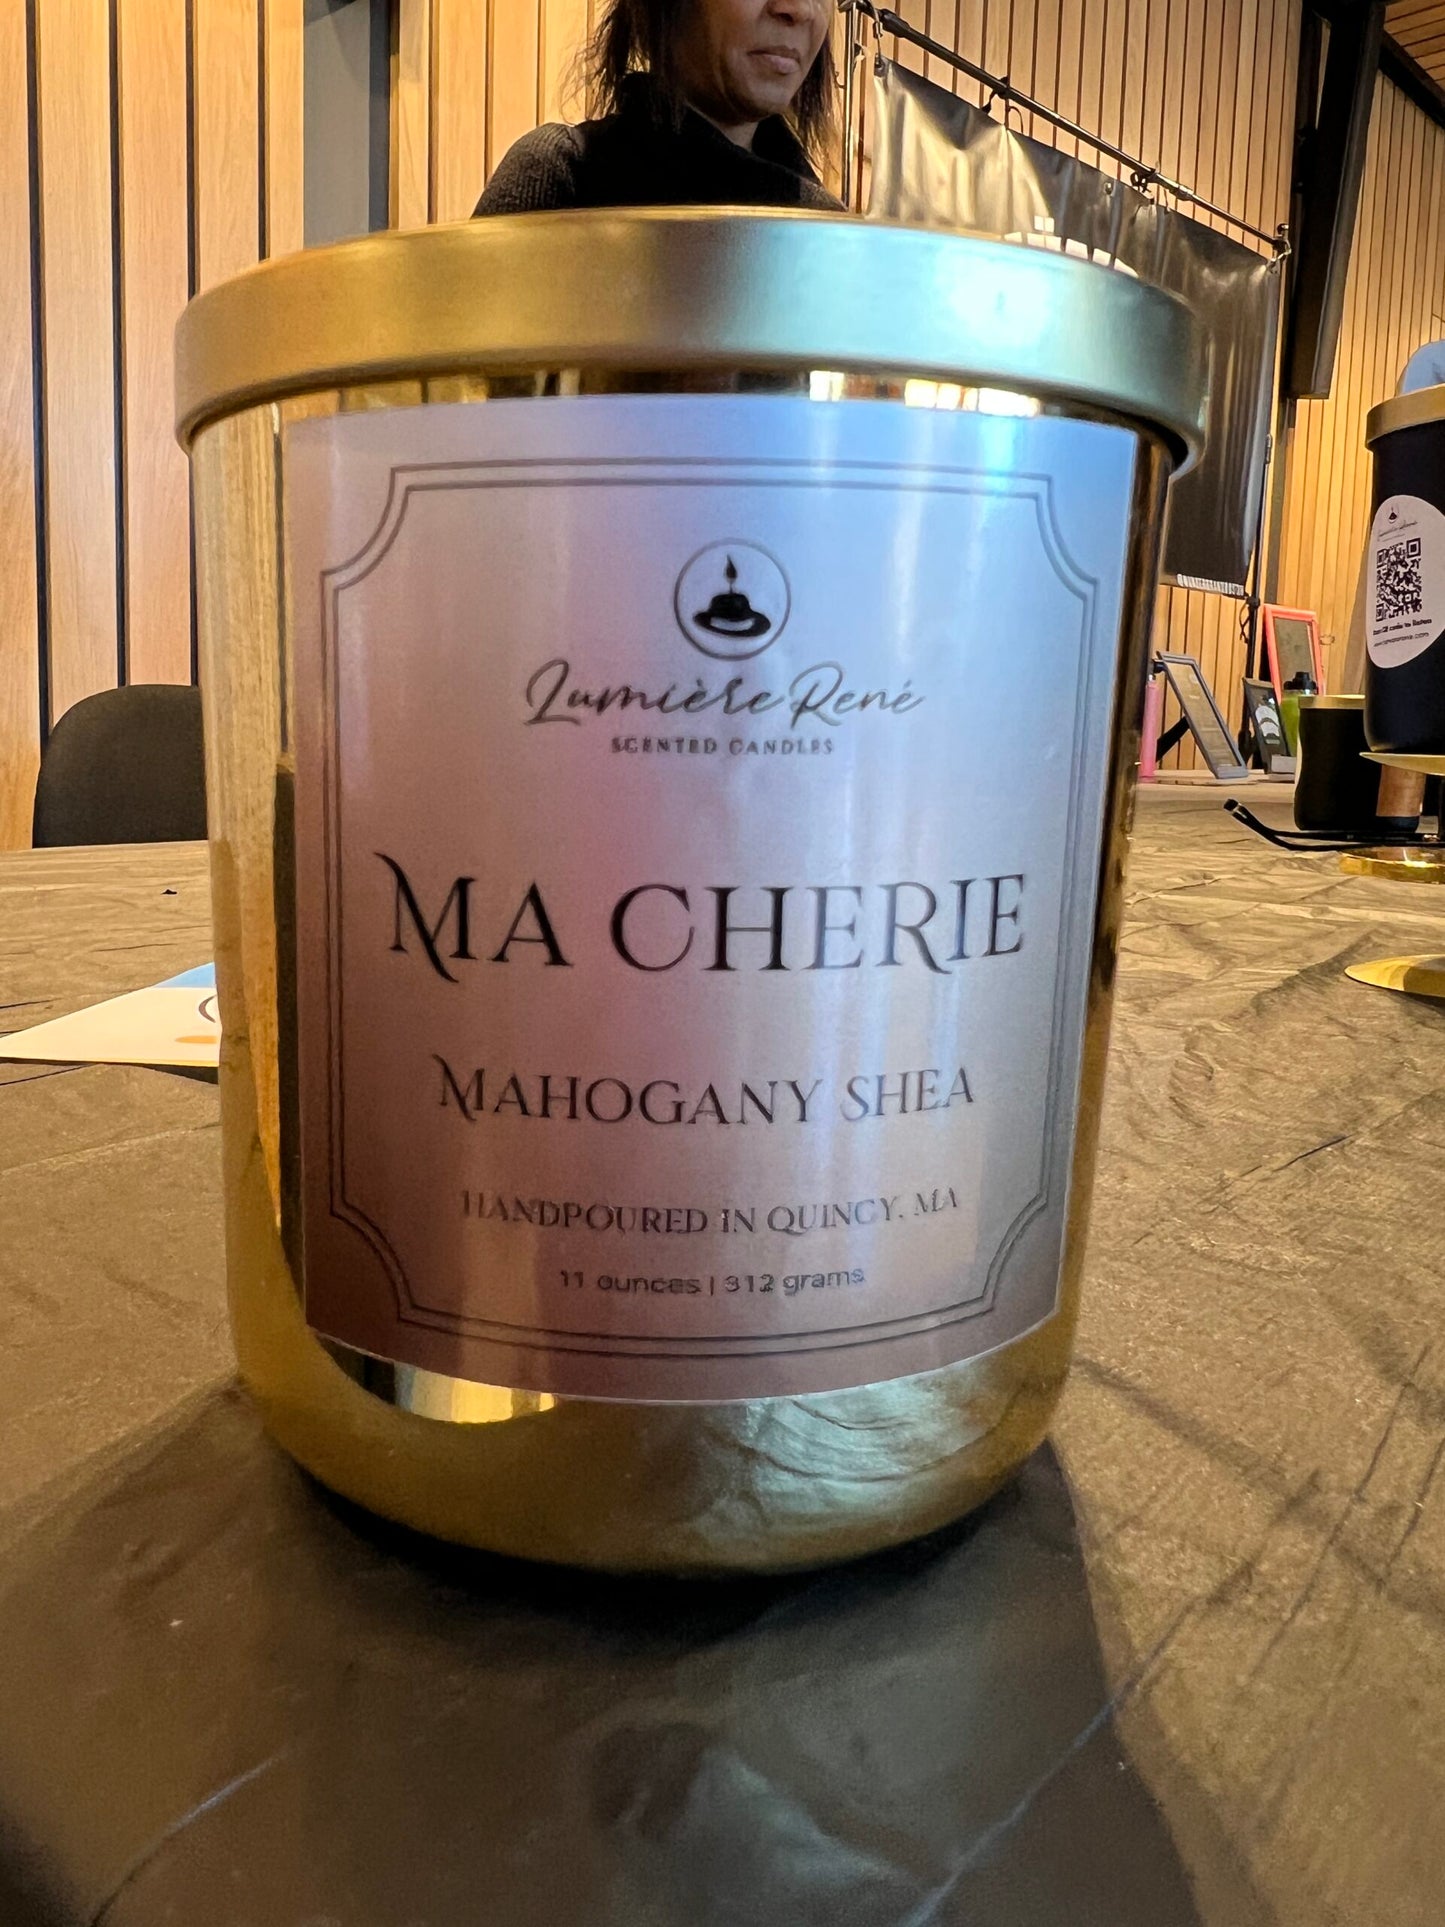 Lumière René
SCENTED CANDLES
MA CHERIE
MAHOGANY SHEA
HANDPOURED IN QUINCY, MA
11 ounces | 312 grams